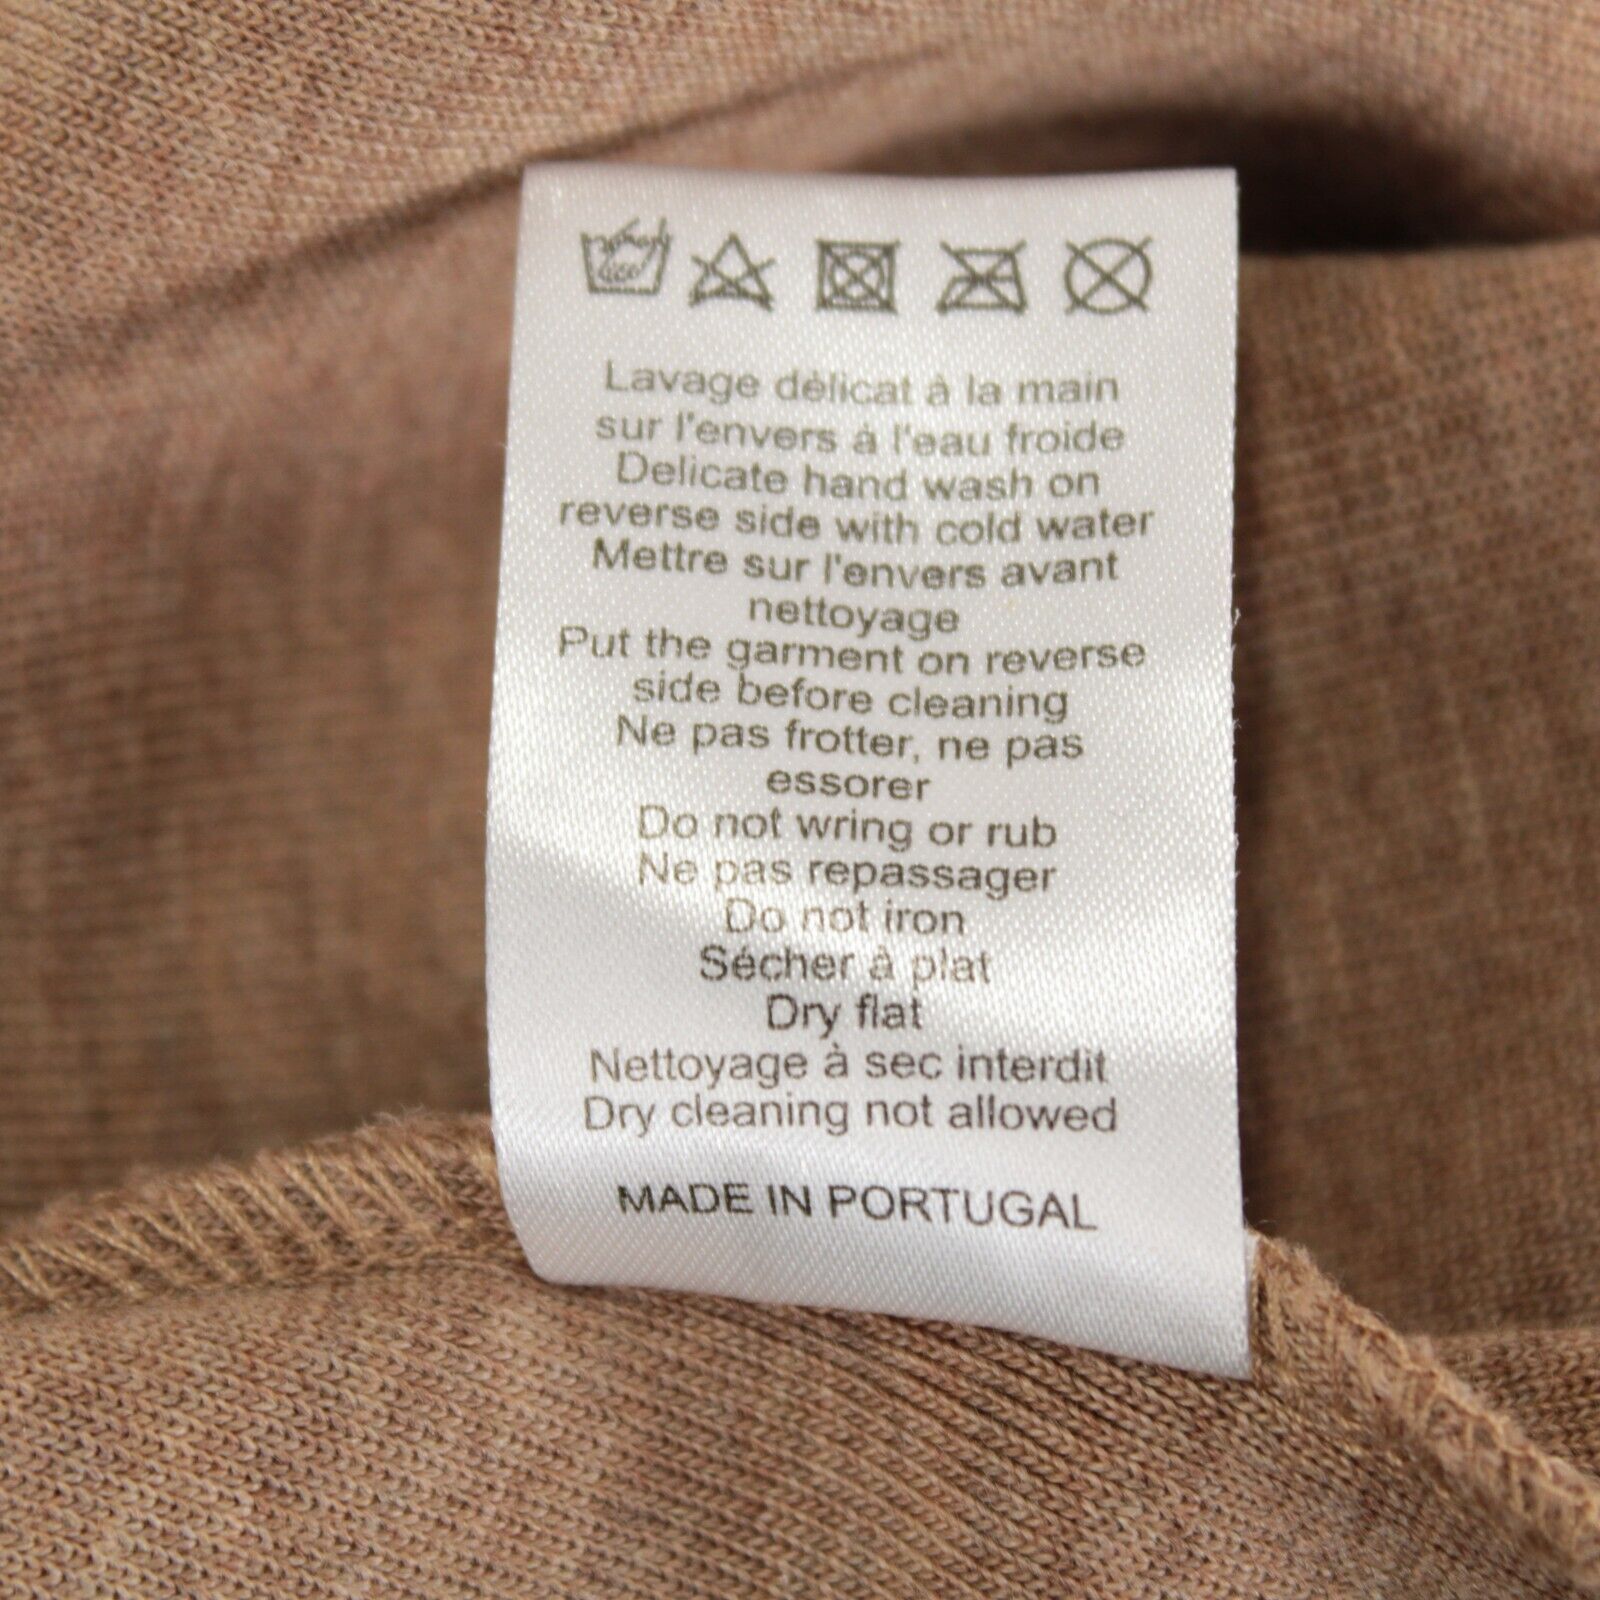 Lavage délicat à la main
sur l'envers à l'eau froide
Delicate hand wash on
reverse side with cold water
Mettre sur l'envers avant
nettoyage
Put the garment on reverse
side before cleaning
Ne pas frotter, ne pas
essorer
Do not wring or rub
Ne pas repassager
Do not iron
Sécher à plat
Dry flat
Nettoyage à sec interdit
Dry cleaning not allowed
MADE IN PORTUGAL